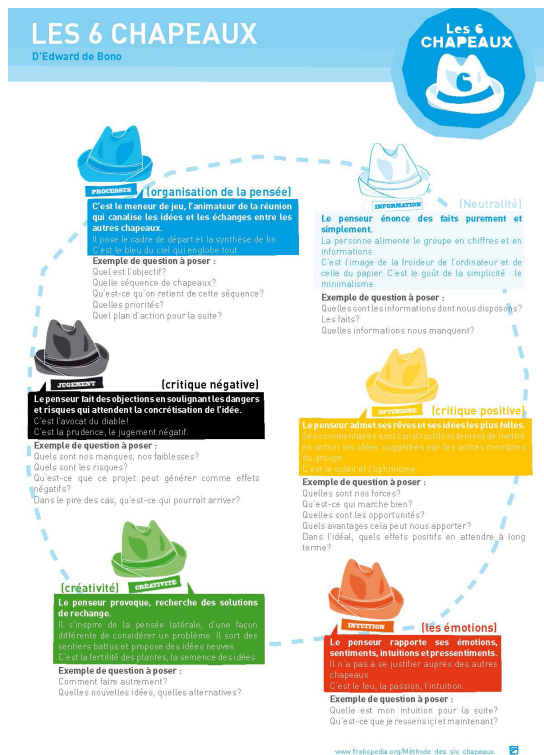 LES 6 CHAPEAUX
D'Edward de Bono
Les 6
CHAPEAUX
6
PROCESSUS
(organisation de la pensée)
C'est le meneur de jeu, l'animateur de la réunion
qui canalise les idées et les échanges entre les
autres chapeaux.
Il pose le cadre de départ et la synthèse de fin.
C'est le bleu du ciel qui englobe tout.
Exemple de question à poser :
Quel est l'objectif?
Quelle séquence de chapeaux?
Qu'est-ce qu'on retient de cette séquence?
Quelles priorités?
Quel plan d'action pour la suite?
INFORMATION
(Neutralité)
Le penseur énonce des faits purement et
simplement.
La personne alimente le groupe en chiffres et en
informations.
C'est l'image de la froideur de l'ordinateur et de
celle du papier. C'est le goût de la simplicité : le
minimalisme.
Exemple de question à poser :
Quelles sont les informations dont nous disposons?
Les faits?
Quelles informations nous manquent?
JUGEMENT
(critique négative)
Le penseur fait des objections en soulignant les dangers
et risques qui attendent la concrétisation de l'idée.
C'est l'avocat du diable!
C'est la prudence, le jugement négatif.
Exemple de question à poser :
Quels sont nos manques, nos faiblesses?
Quels sont les risques?
Qu'est-ce que ce projet peut générer comme effets
négatifs?
Dans le pire des cas, qu'est-ce qui pourrait arriver?
OPTIMISME
(critique positive)
Le penseur admet ses rêves et ses idées les plus folles.
Ses commentaires sont constructifs et tentent de mettre
en action les idées suggérées par les autres membres
du groupe.
C'est le soleil et l'optimisme.
Exemple de question à poser :
Quelles sont nos forces?
Qu'est-ce qui marche bien?
Quelles sont les opportunités?
Quels avantages cela peut nous apporter?
Dans l'idéal, quels effets positifs en attendre à long
terme?
CRÉATIVITÉ
(créativité)
Le penseur provoque, recherche des solutions
de rechange.
Il s'inspire de la pensée latérale, d'une façon
différente de considérer un problème. Il sort des
sentiers battus et propose des idées neuves.
C'est la fertilité des plantes, la semence des idées
Exemple de question à poser :
Comment faire autrement?
Quelles nouvelles idées, quelles alternatives?
INTUITION
(tes émotions)
Le penseur rapporte ses émotions,
sentiments, intuitions et pressentiments.
Il n'a pas à se justifier auprès des autres
chapeaux
C'est le feu, la passion, l'intuition.
Exemple de question à poser :
Quelle est mon intuition pour la suite?
Qu'est-ce que je ressens ici et maintenant?
www.frekopedia.org/Méthode_des_six_chapeaux